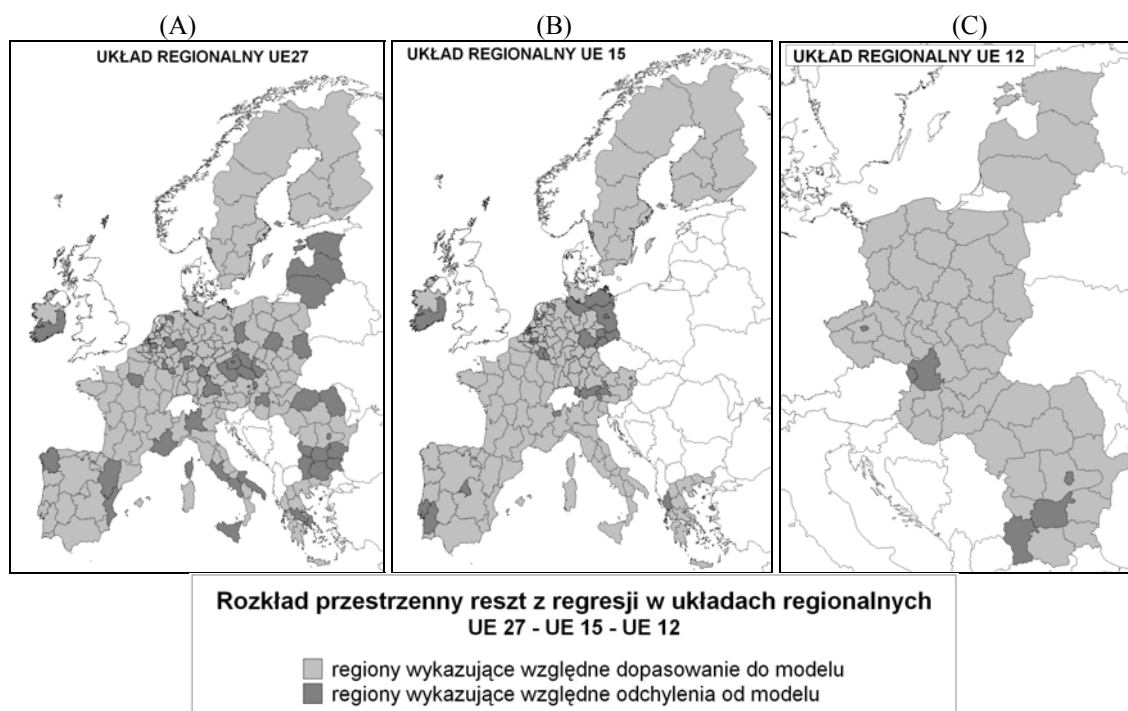 (A) (B) (C)
UKŁAD REGIONALNY UE27
UKŁAD REGIONALNY UE 15
UKŁAD REGIONALNY UE 12
Rozkład przestrzenny reszt z regresji w układach regionalnych
UE 27 - UE 15 - UE 12
regiony wykazujące względne dopasowanie do modelu
regiony wykazujące względne odchylenia od modelu